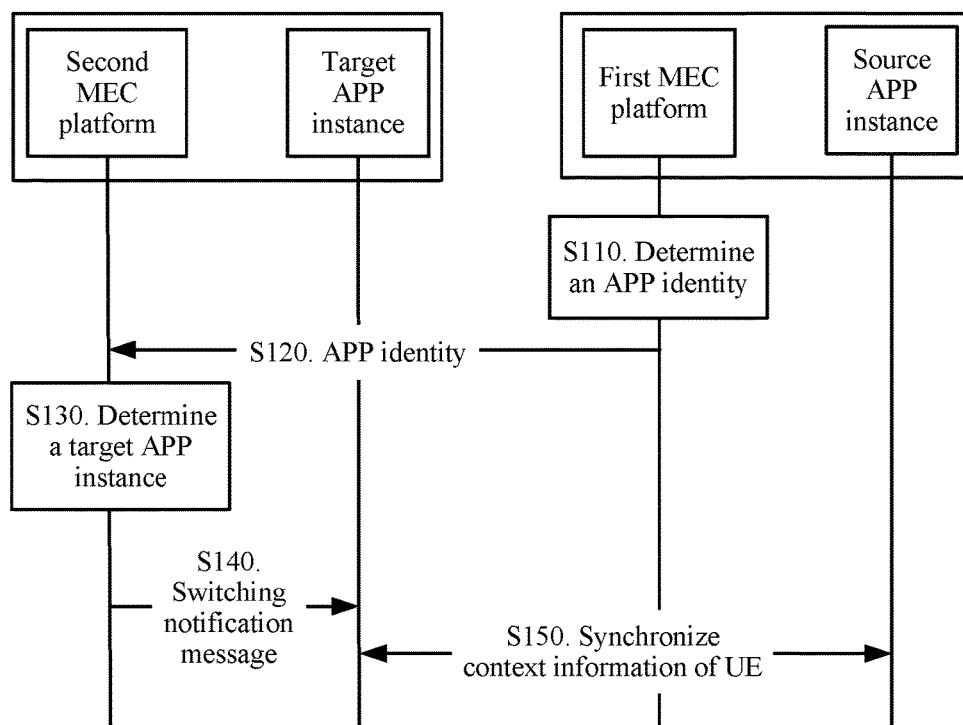 Second
MEC
platform
Target
APP
instance
First MEC
platform
Source
APP
instance
S110. Determine
an APP identity
S120. APP identity
S130. Determine
a target APP
instance
S140.
Switching
notification
message
S150. Synchronize
context information of UE